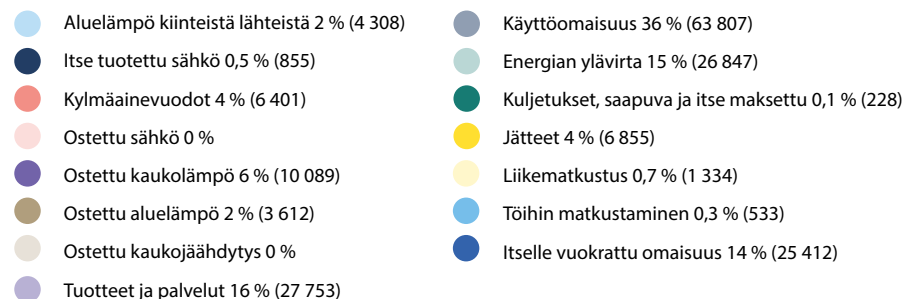 Aluelämpö kiinteistä lähteistä 2 % (4 308)
Itse tuotettu sähkö 0,5 % (855)
Kylmäainevuodot 4 % (6 401)
Ostettu sähkö 0 %
Ostettu kaukolämpö 6 % (10 089)
Ostettu aluelämpö 2 % (3 612)
Ostettu kaukojäähdytys 0 %
Tuotteet ja palvelut 16 % (27 753)
Käyttöomaisuus 36 % (63 807)
Energian ylävirta 15 % (26 847)
Kuljetukset, saapuva ja itse maksettu 0,1 % (228)
Jätteet 4 % (6 855)
Liikematkustus 0,7 % (1 334)
Töihin matkustaminen 0,3 % (533)
Itselle vuokrattu omaisuus 14 % (25 412)